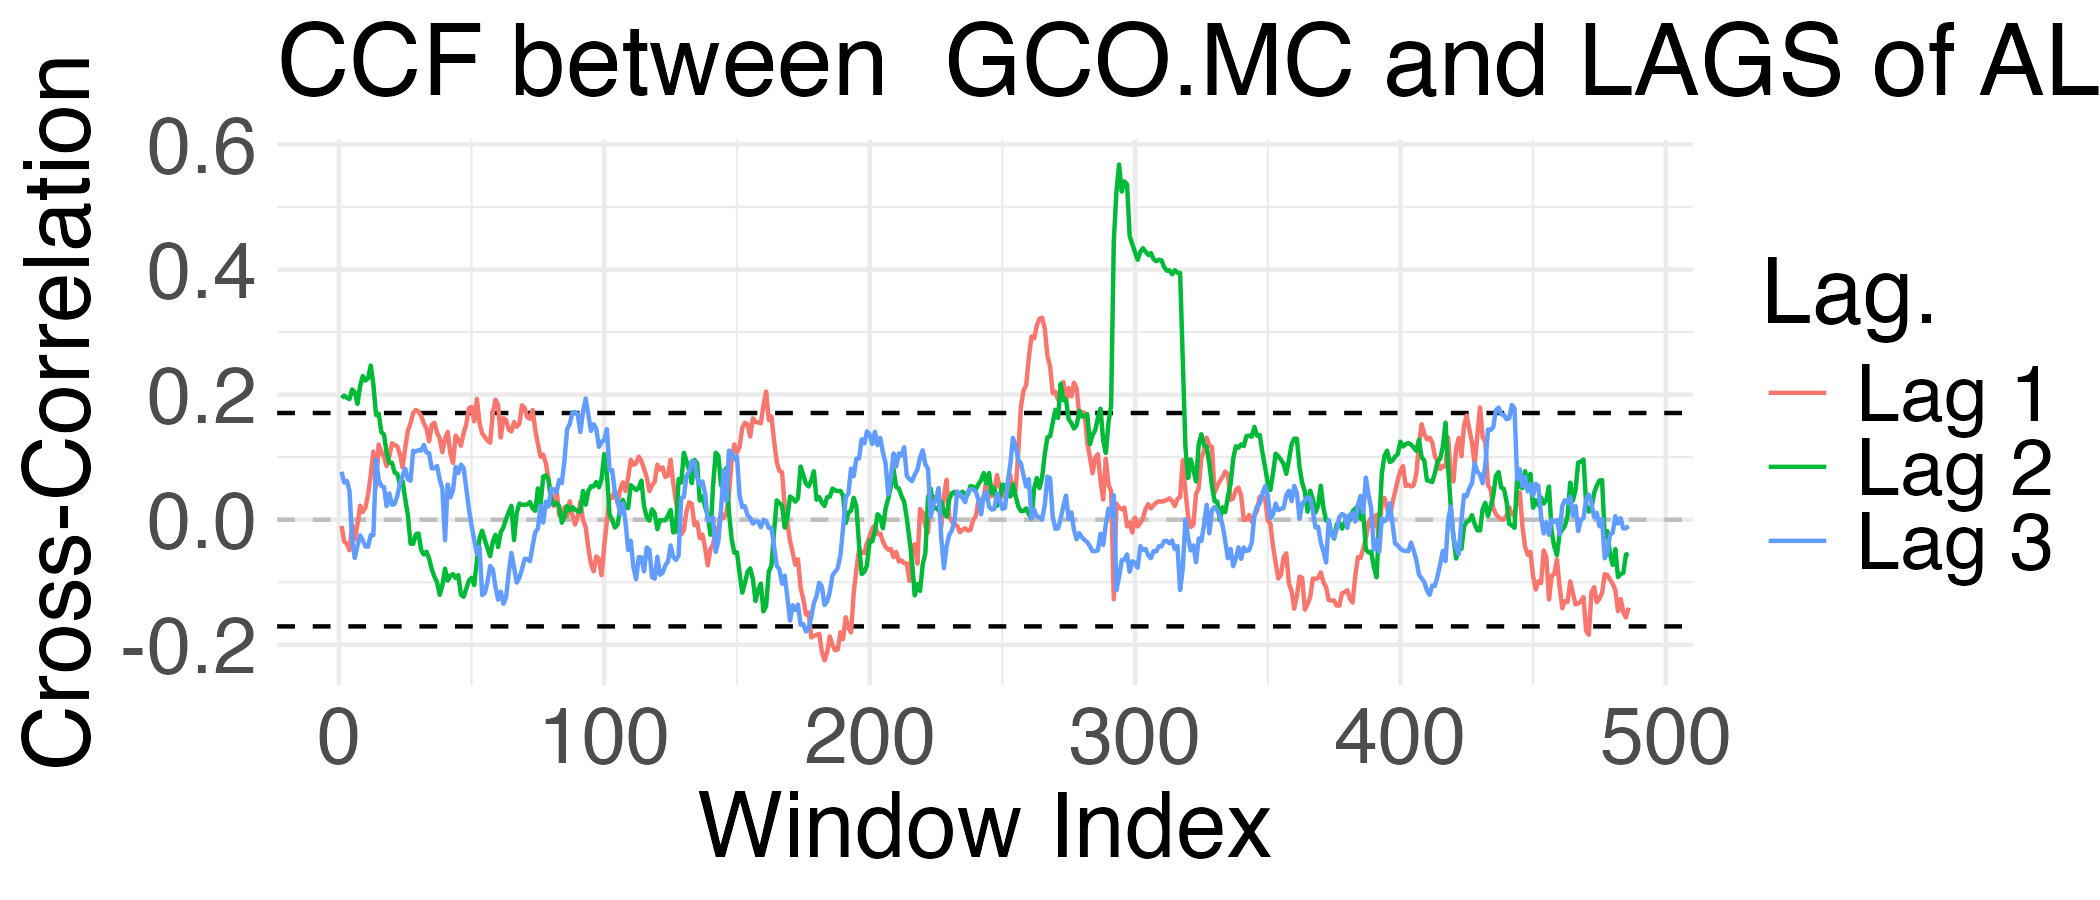 CCF between  GCO.MC and LAGS of AL
Cross-Correlation
0.6
0.4
0.2
0.0
-0.2
0 100 200 300 400 500
Window Index
Lag.
Lag 1
Lag 2
Lag 3